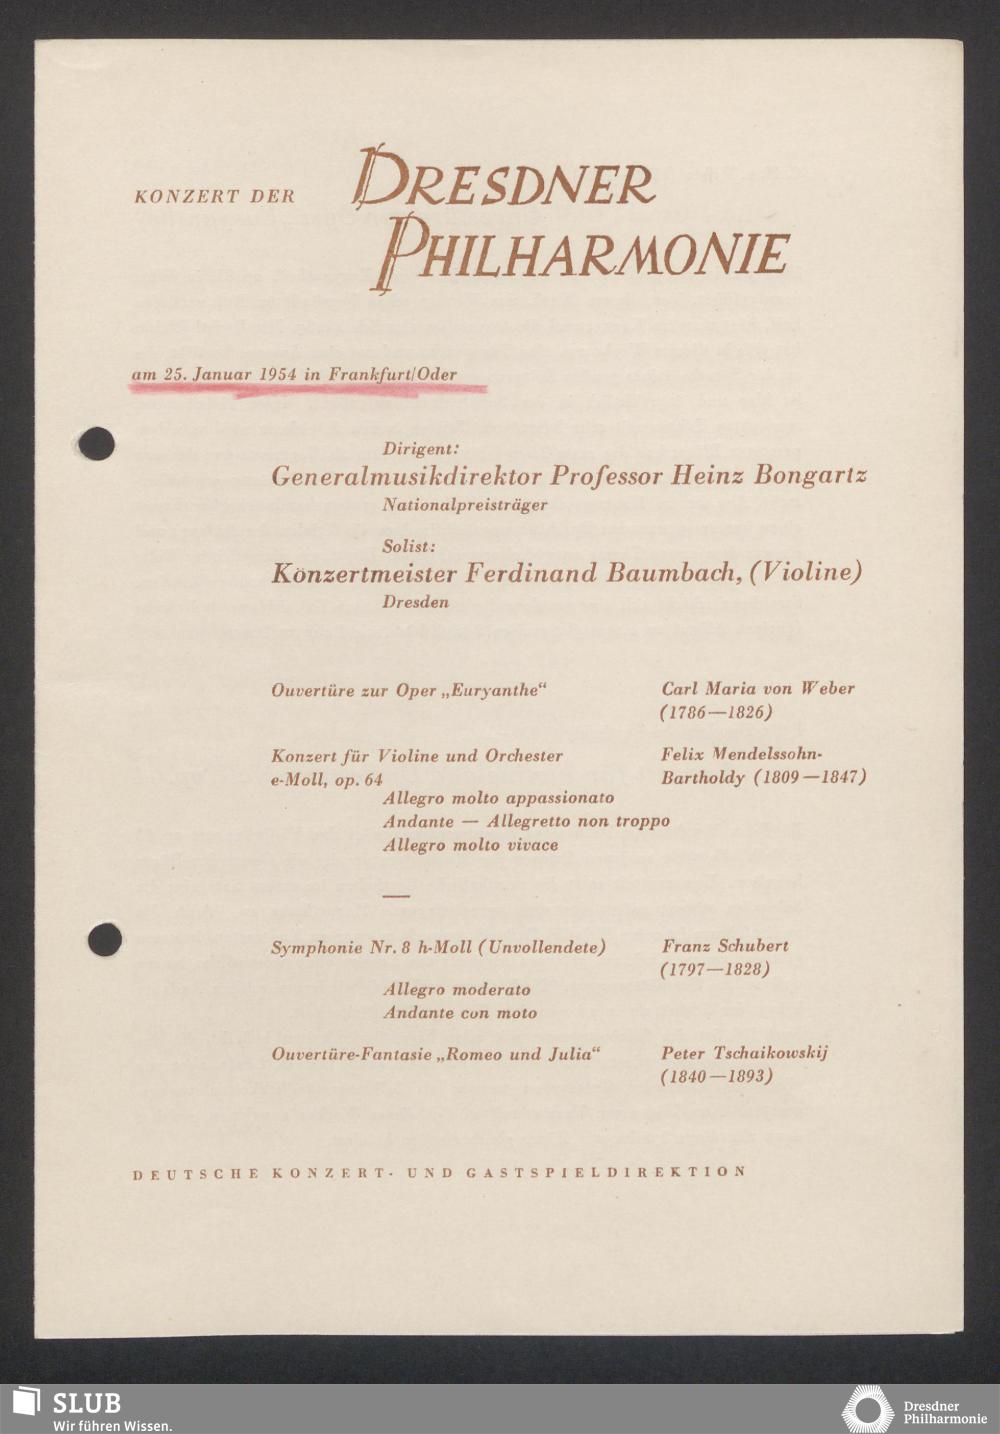 KONZERT DER DRESDNER
PHILHARMONIE
am 25. Januar 1954 in Frankfurt/Oder
Dirigent:
Generalmusikdirektor Professor Heinz Bongartz
Nationalpreisträger
Solist:
Konzertmeister Ferdinand Baumbach, (Violine)
Dresden
Ouvertüre zur Oper „Euryanthe“ Carl Maria von Weber
(1786—1826)
Konzert für Violine und Orchester Felix Mendelssohn-
e-Moll, op. 64 Bartholdy (1809—1847)
Allegro molto appassionato
Andante — Allegretto non troppo
Allegro molto vivace
Symphonie Nr. 8 h-Moll (Unvollendete) Franz Schubert
(1797—1828)
Allegro moderato
Andante con moto
Ouvertüre-Fantasie „Romeo und Julia“ Peter Tschaikowskij
(1840—1893)
DEUTSCHE KONZERT- UND GASTSPIELDIREKTION
SLUB
Wir führen Wissen.
Dresdner
Philharmonie